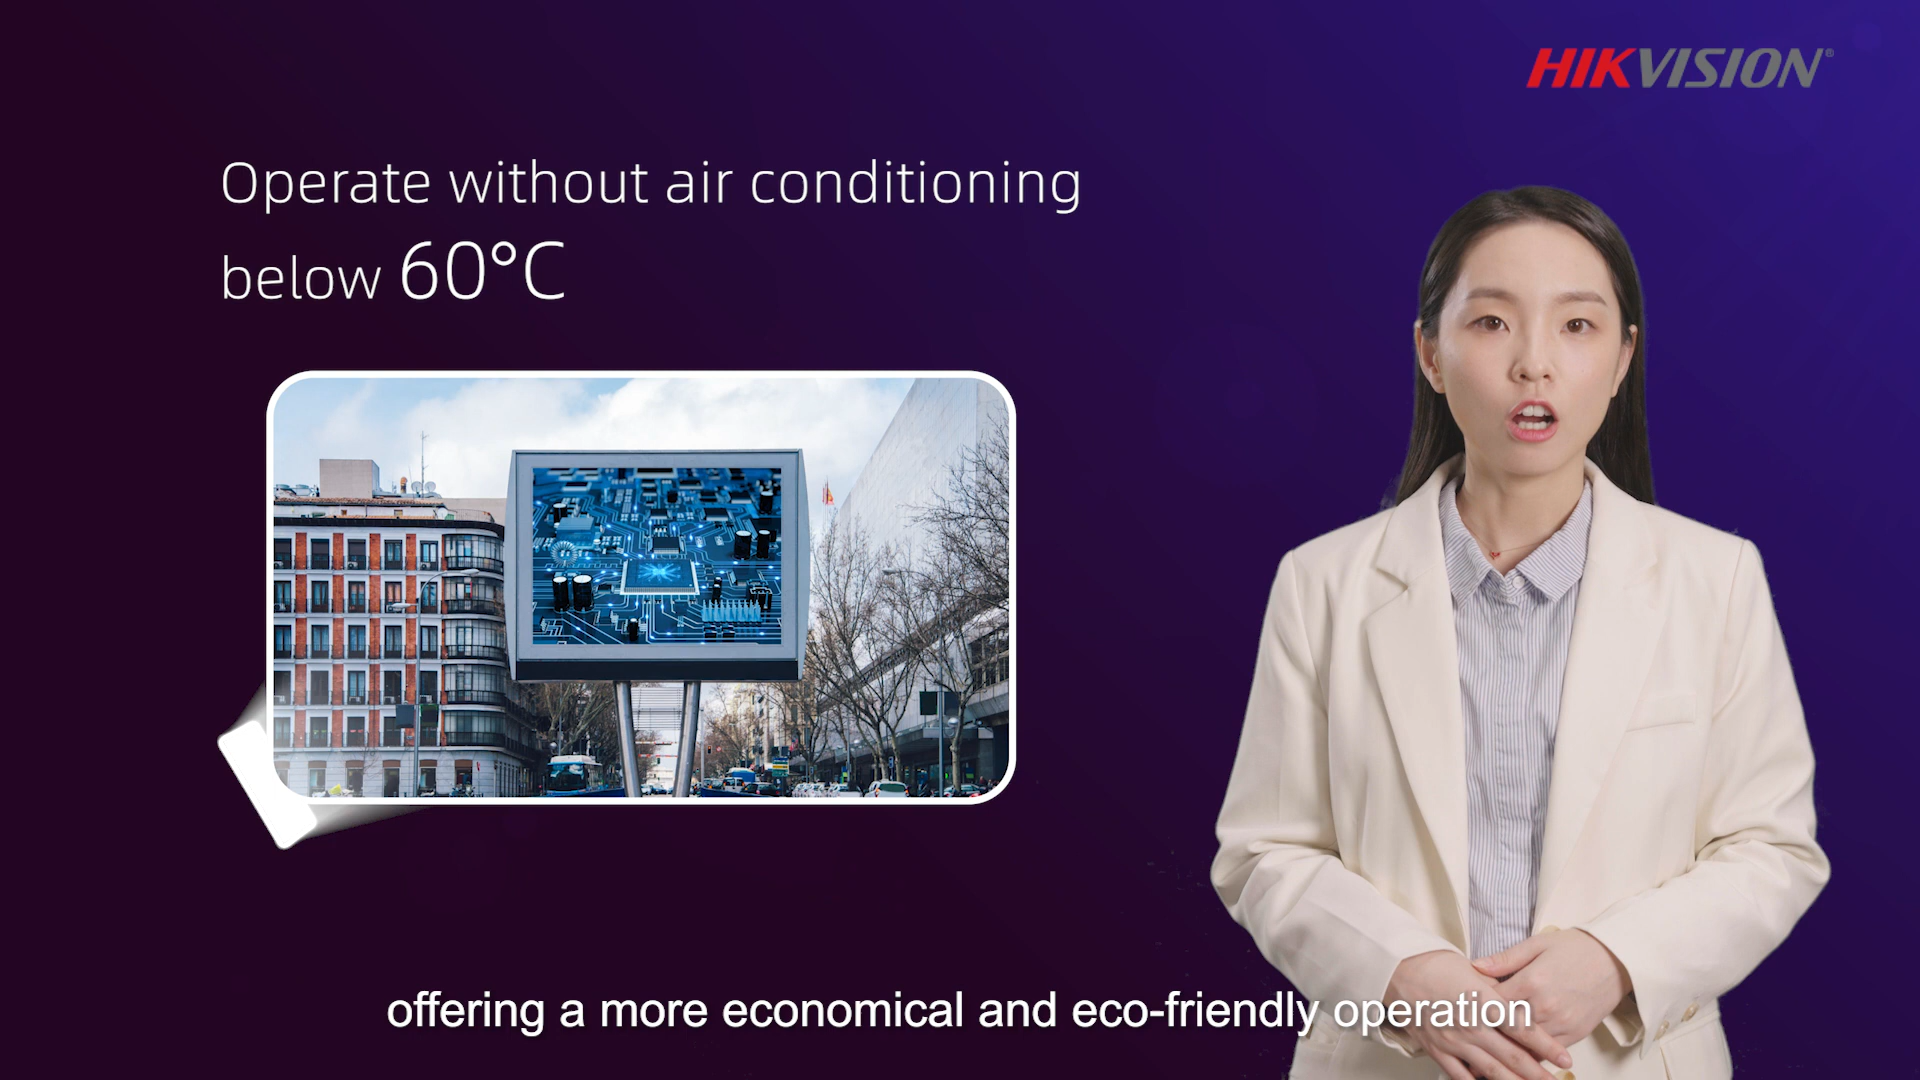 HIKVISION®
Operate without air conditioning
below 60°C
offering a more economical and eco-friendly operation